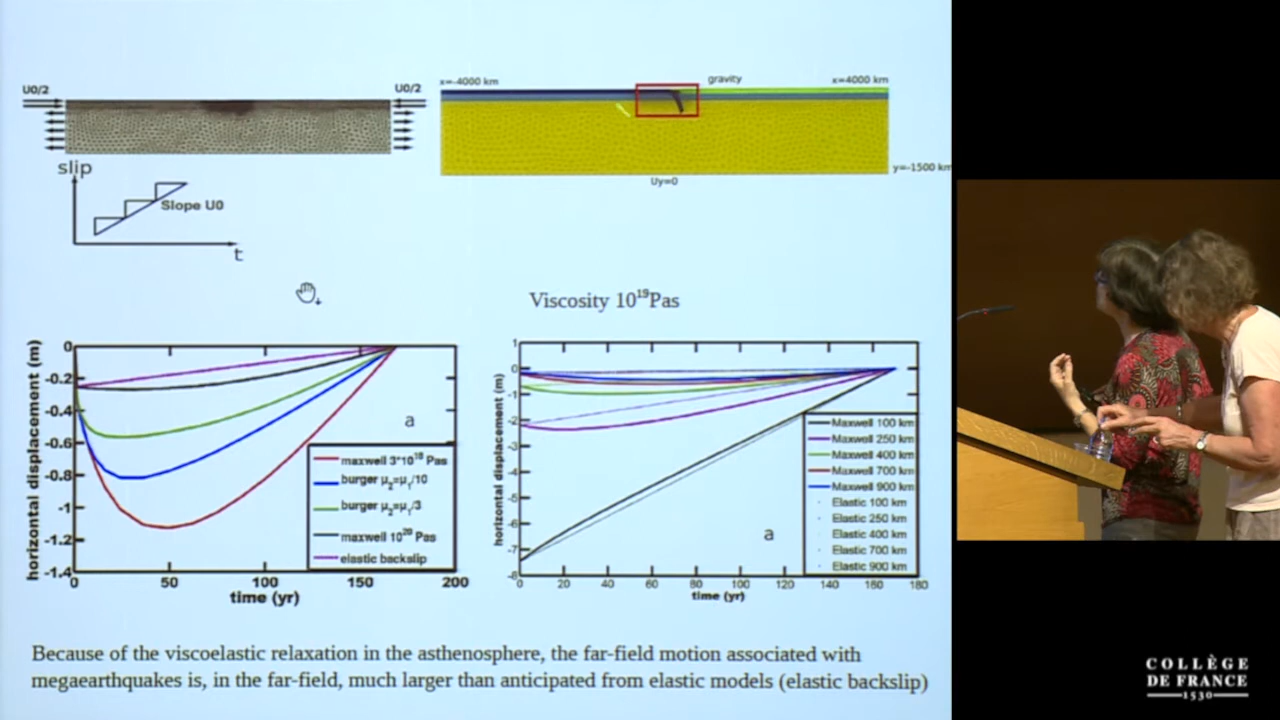 x=-4000 km
gravity
x=4000 km
U0/2
U0/2
y=-1500 km
Uy=0
slip
Slope U0
t
Viscosity 10¹⁹Pas
horizontal displacement (m)
0
-0.2
-0.4
-0.6
-0.8
-1
-1.2
-1.4
a
maxwell 3*10¹⁸ Pas
burger μ₂=μ₁/10
burger μ₂=μ₁/3
maxwell 10²⁰ Pas
elastic backslip
0 50 100 150 200
time (yr)
horizontal displacement (m)
1
0
-1
-2
-3
-4
-5
-6
-7
-8
a
Maxwell 100 km
Maxwell 250 km
Maxwell 400 km
Maxwell 700 km
Maxwell 900 km
Elastic 100 km
Elastic 250 km
Elastic 400 km
Elastic 700 km
Elastic 900 km
0 20 40 60 80 100 120 140 160 180
time (yr)
Because of the viscoelastic relaxation in the asthenosphere, the far-field motion associated with
megaearthquakes is, in the far-field, much larger than anticipated from elastic models (elastic backslip)
COLLÈGE
DE FRANCE
1530